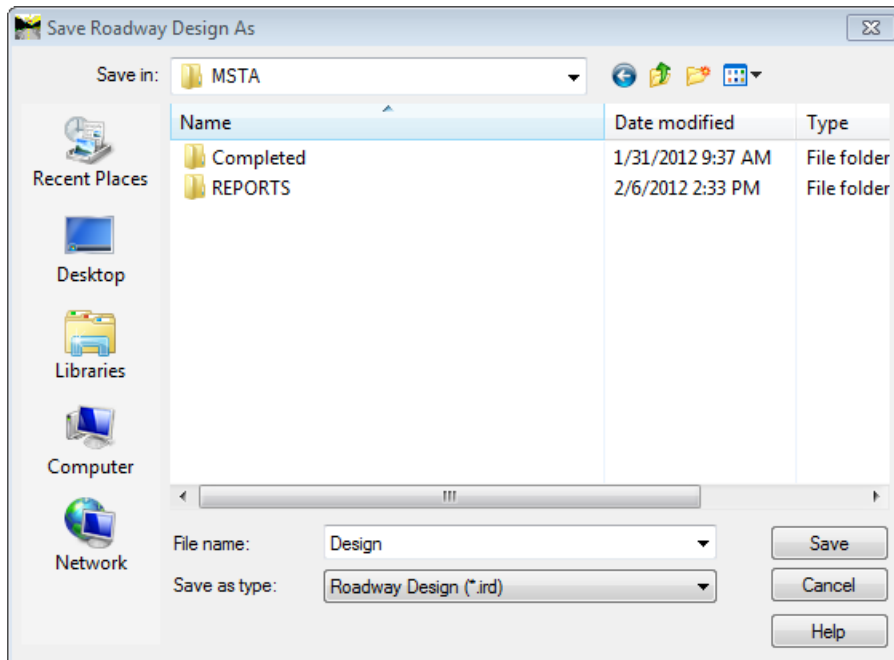 Save Roadway Design As
Save in: MSTA
Name Date modified Type
Completed 1/31/2012 9:37 AM File folder
REPORTS 2/6/2012 2:33 PM File folder
Recent Places
Desktop
Libraries
Computer
Network
File name: Design Save
Save as type: Roadway Design (*.ird) Cancel
Help